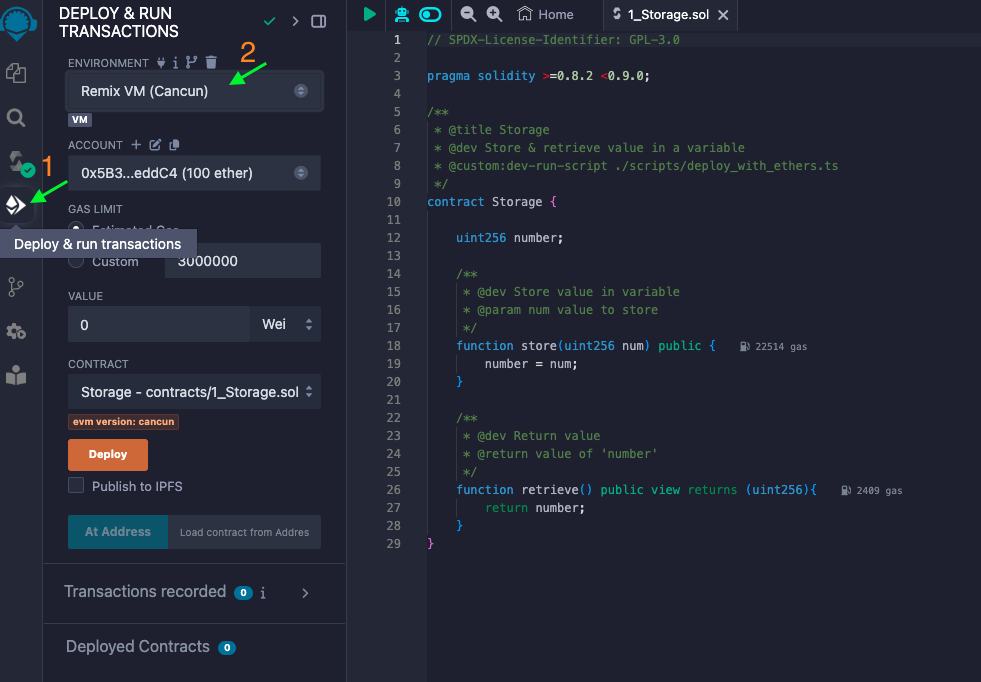 DEPLOY & RUN
TRANSACTIONS
ENVIRONMENT
2
Remix VM (Cancun)
VM
ACCOUNT
1
0x5B3...eddC4 (100 ether)
GAS LIMIT
Estimated Gas
Deploy & run transactions
Custom
3000000
VALUE
0
Wei
CONTRACT
Storage - contracts/1_Storage.sol
evm version: cancun
Deploy
Publish to IPFS
At Address
Load contract from Addres
Transactions recorded 0 i
Deployed Contracts 0
Home
1_Storage.sol
1 // SPDX-License-Identifier: GPL-3.0
2
3 pragma solidity >=0.8.2 <0.9.0;
4
5 /**
6 * @title Storage
7 * @dev Store & retrieve value in a variable
8 * @custom:dev-run-script ./scripts/deploy_with_ethers.ts
9 */
10 contract Storage {
11
12 uint256 number;
13
14 /**
15 * @dev Store value in variable
16 * @param num value to store
17 */
18 function store(uint256 num) public { 22514 gas
19 number = num;
20 }
21
22 /**
23 * @dev Return value
24 * @return value of 'number'
25 */
26 function retrieve() public view returns (uint256){ 2409 gas
27 return number;
28 }
29 }